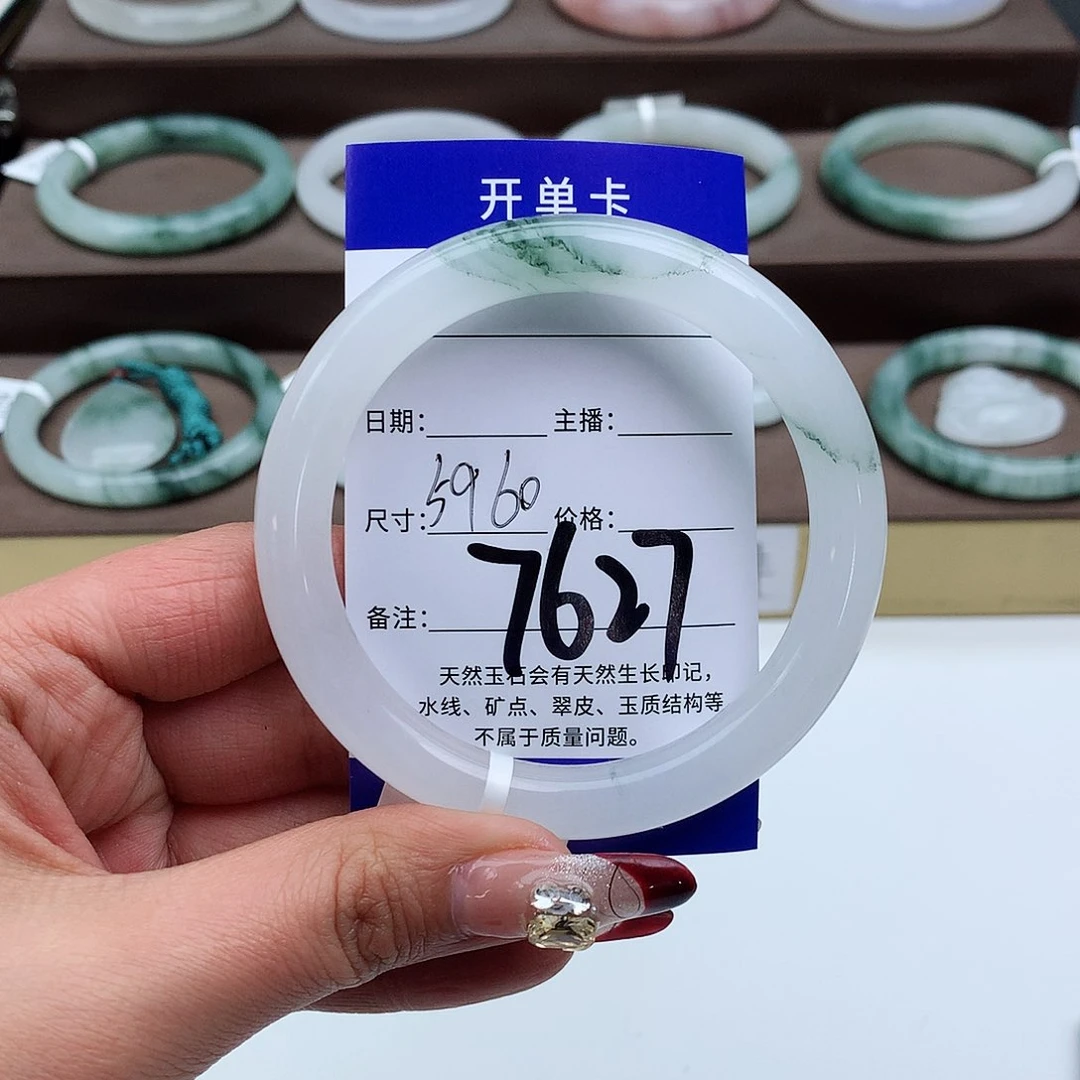 开单卡
日期: 主播:
尺寸: 59.60 价格:
7627
备注:
天然玉石会有天然生长印记,
水线、矿点、翠皮、玉质结构等
不属于质量问题。